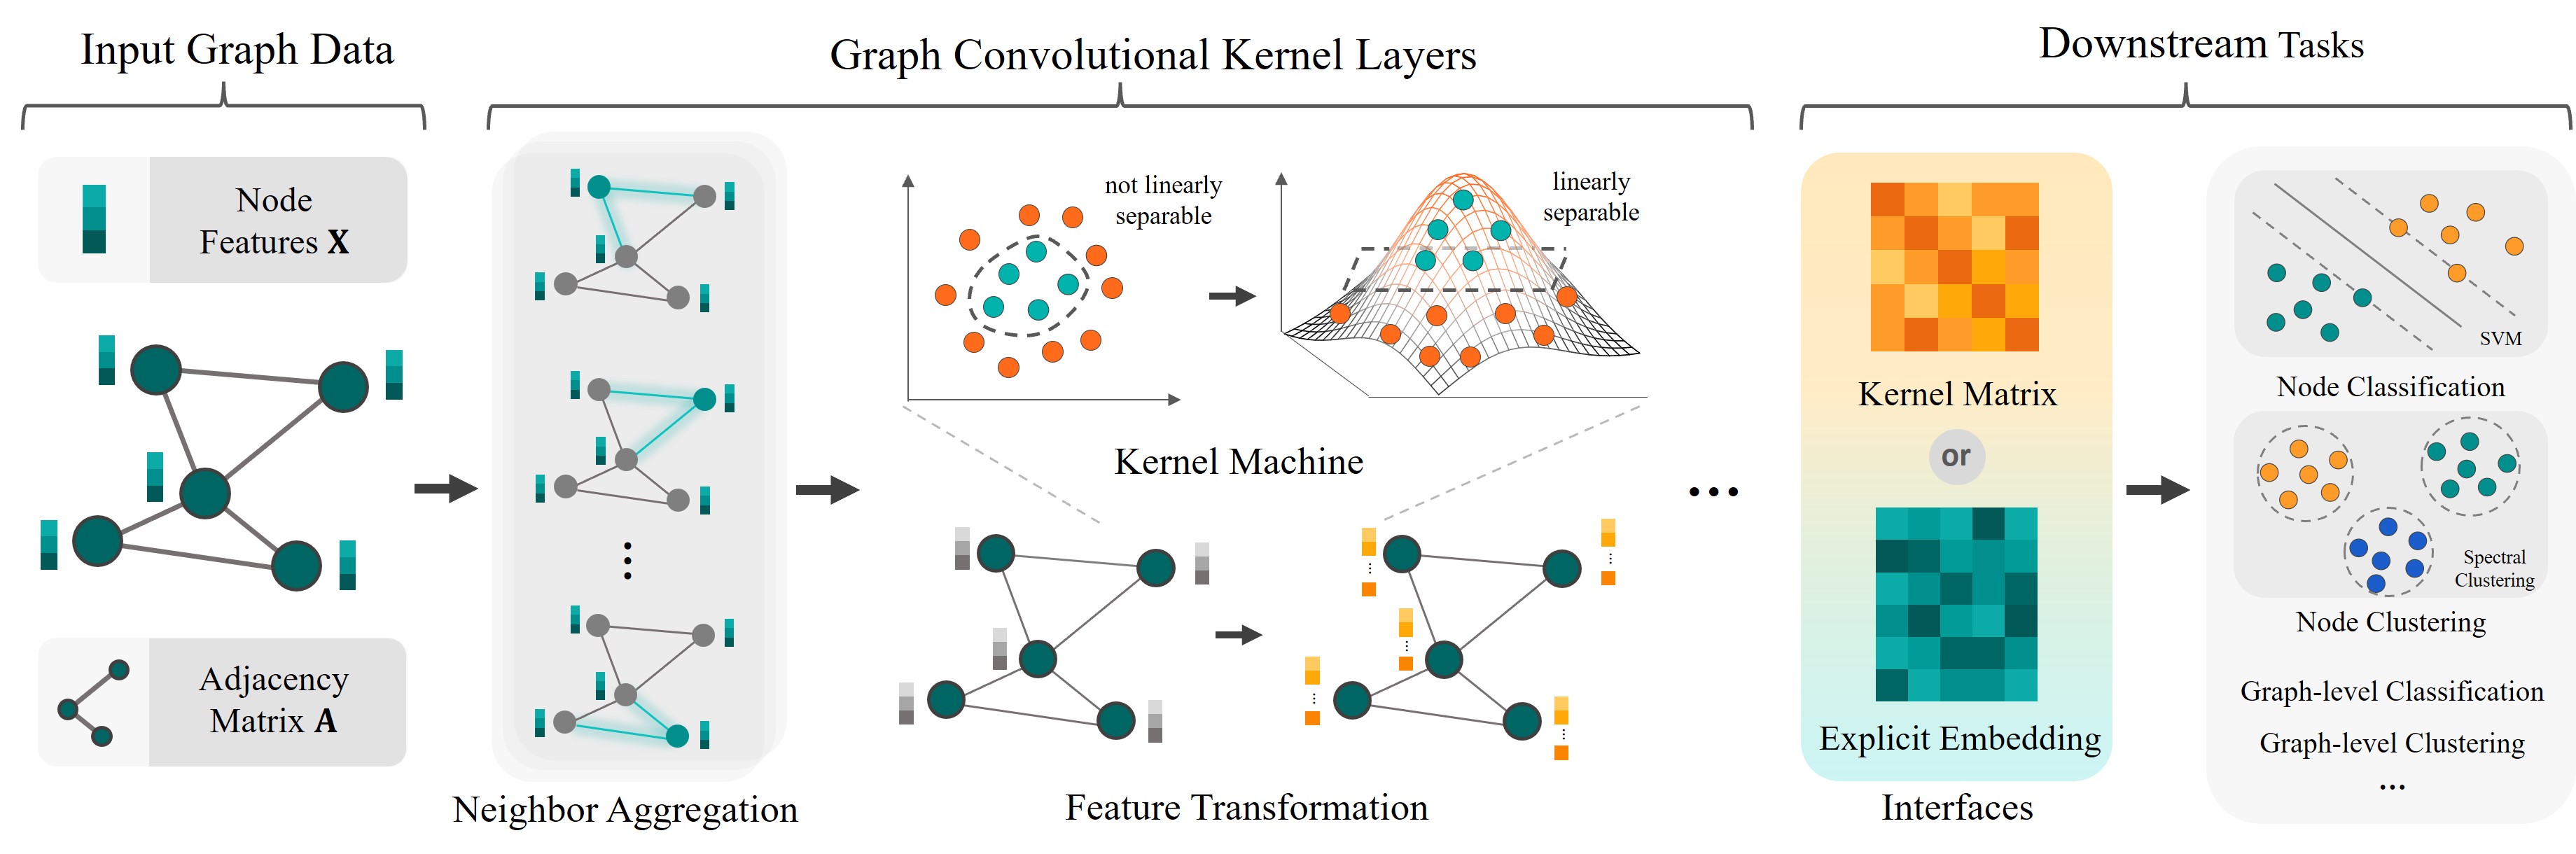 Input Graph Data
Node
Features X
Adjacency
Matrix A
Graph Convolutional Kernel Layers
Neighbor Aggregation
not linearly
separable
linearly
separable
Kernel Machine
Feature Transformation
...
Downstream Tasks
Kernel Matrix
or
Explicit Embedding
Interfaces
SVM
Node Classification
Spectral
Clustering
Node Clustering
Graph-level Classification
Graph-level Clustering
...